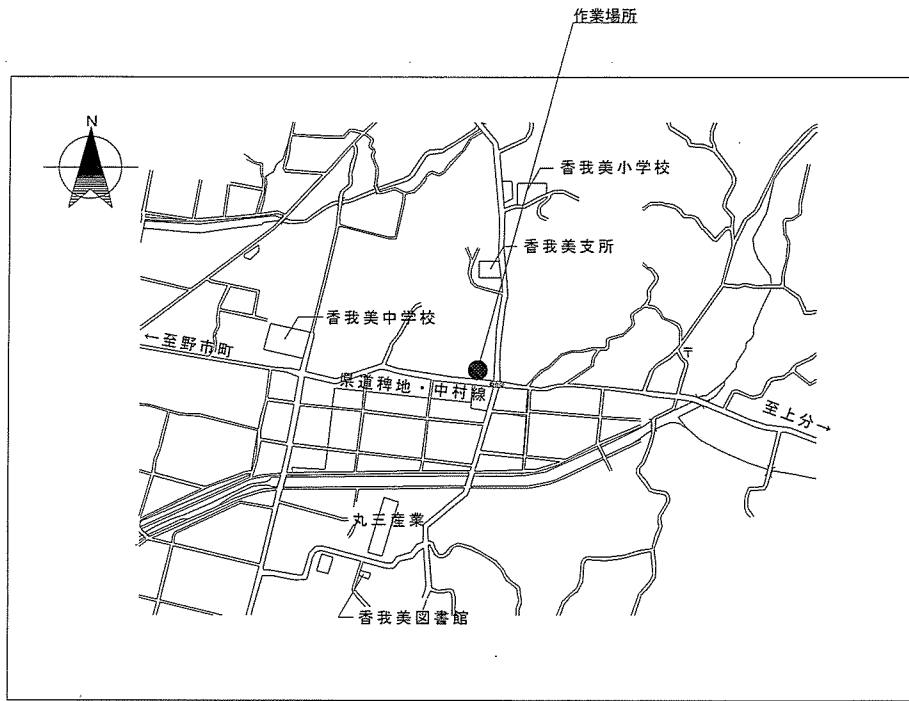 作業場所
N
香我美小学校
香我美支所
香我美中学校
←至野市町
〒
県道稗地・中村線
至上分→
丸三産業
香我美図書館